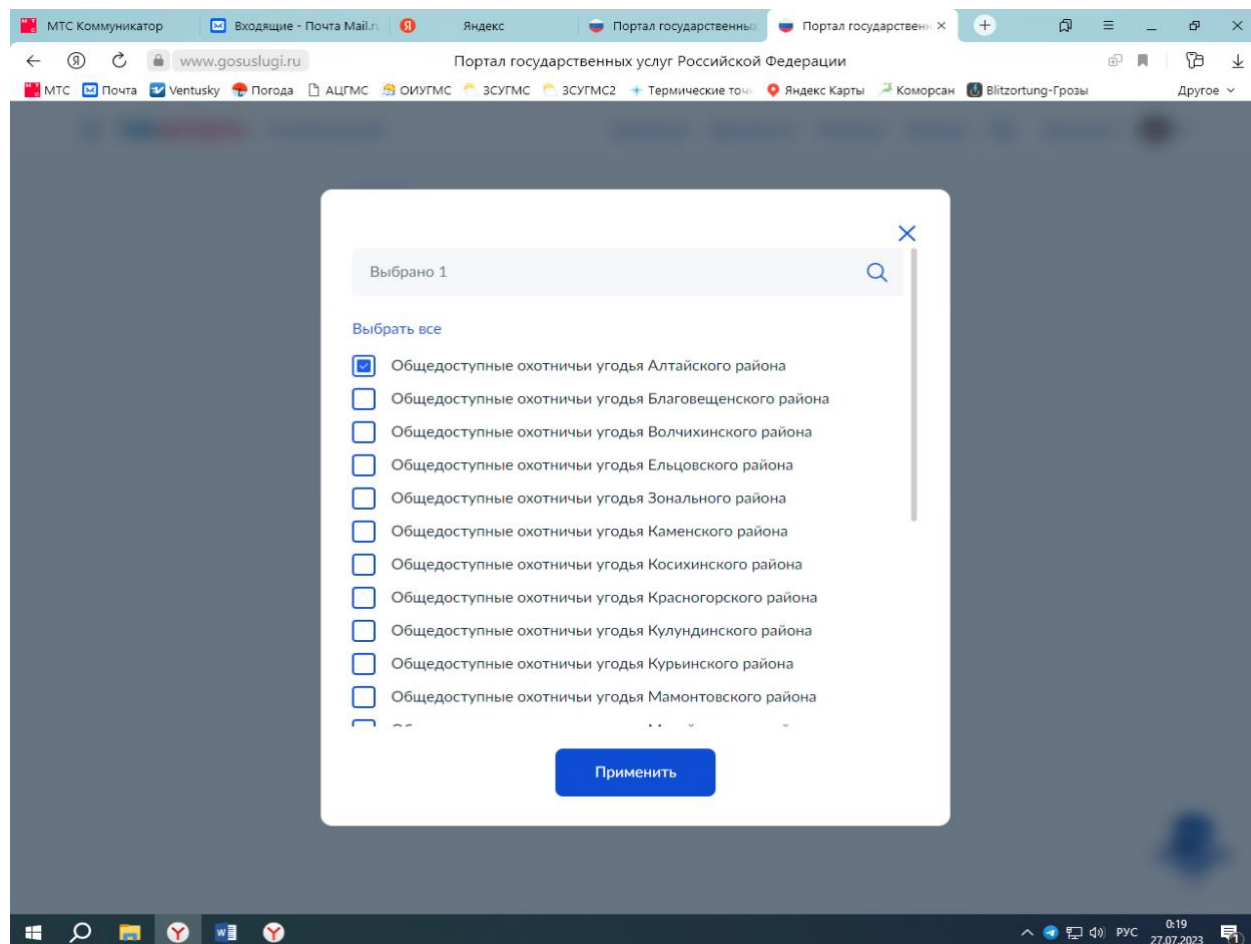 МТС Коммуникатор
Входящие - Почта Mail.r
Яндекс
Портал государственных
Портал государственн
www.gosuslugi.ru
Портал государственных услуг Российской Федерации
МТС Почта Ventusky Погода АЦГМС ОИУГМС ЗСУГМС ЗСУГМС2 Термические точ Яндекс Карты Коморсан Blitzortung-Грозы Другое
Выбрано 1
Выбрать все
Общедоступные охотничьи угодья Алтайского района
Общедоступные охотничьи угодья Благовещенского района
Общедоступные охотничьи угодья Волчихинского района
Общедоступные охотничьи угодья Ельцовского района
Общедоступные охотничьи угодья Зонального района
Общедоступные охотничьи угодья Каменского района
Общедоступные охотничьи угодья Косихинского района
Общедоступные охотничьи угодья Красногорского района
Общедоступные охотничьи угодья Кулундинского района
Общедоступные охотничьи угодья Курьинского района
Общедоступные охотничьи угодья Мамонтовского района
Применить
РУС
0:19
27.07.2023